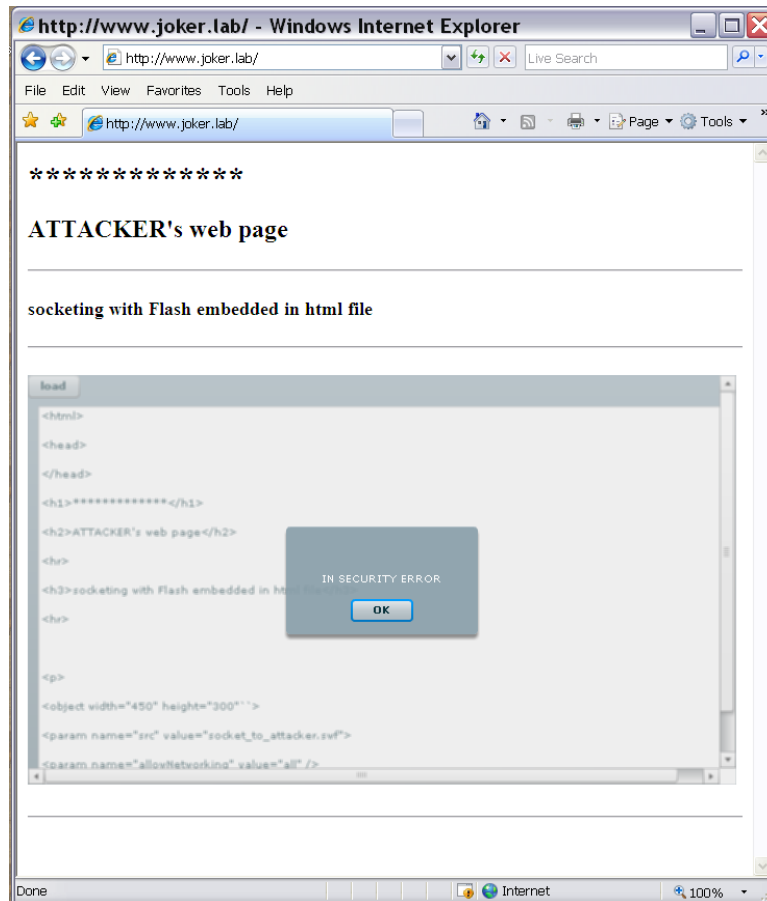 http://www.joker.lab/ - Windows Internet Explorer
http://www.joker.lab/
Live Search
File Edit View Favorites Tools Help
http://www.joker.lab/
Page Tools »
*************
ATTACKER's web page
socketing with Flash embedded in html file
load
<html>
<head>
</head>
<h1>*************</h1>
<h2>ATTACKER's web page</h2>
<hr>
<h3>socketing with Flash embedded in
<hr>
IN SECURITY ERROR
OK
<p>
<object width="450" height="300"``>
<param name="src" value="socket_to_attacker.swf">
<param name="allowNetworking" value="all" />
Done
Internet
100%